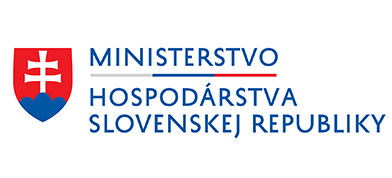 MINISTERSTVO
HOSPODÁRSTVA
SLOVENSKEJ REPUBLIKY